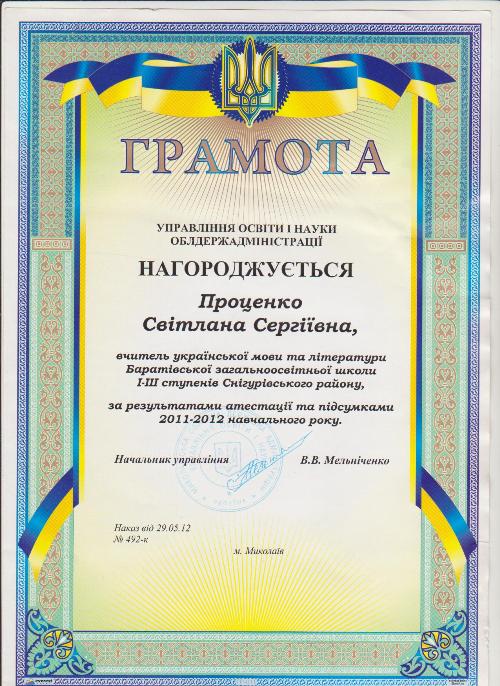 ГРАМОТА
УПРАВЛІННЯ ОСВІТИ І НАУКИ
ОБЛДЕРЖАДМІНІСТРАЦІЇ
НАГОРОДЖУЄТЬСЯ
Проценко
Світлана Сергіївна,
вчитель української мови та літератури
Баратівської загальноосвітньої школи
І-ІІІ ступенів Снігурівського району,
за результатами атестації та підсумками
2011-2012 навчального року.
Начальник управління В.В. Мельніченко
Наказ від 29.05.12
№ 492-к
м. Миколаїв